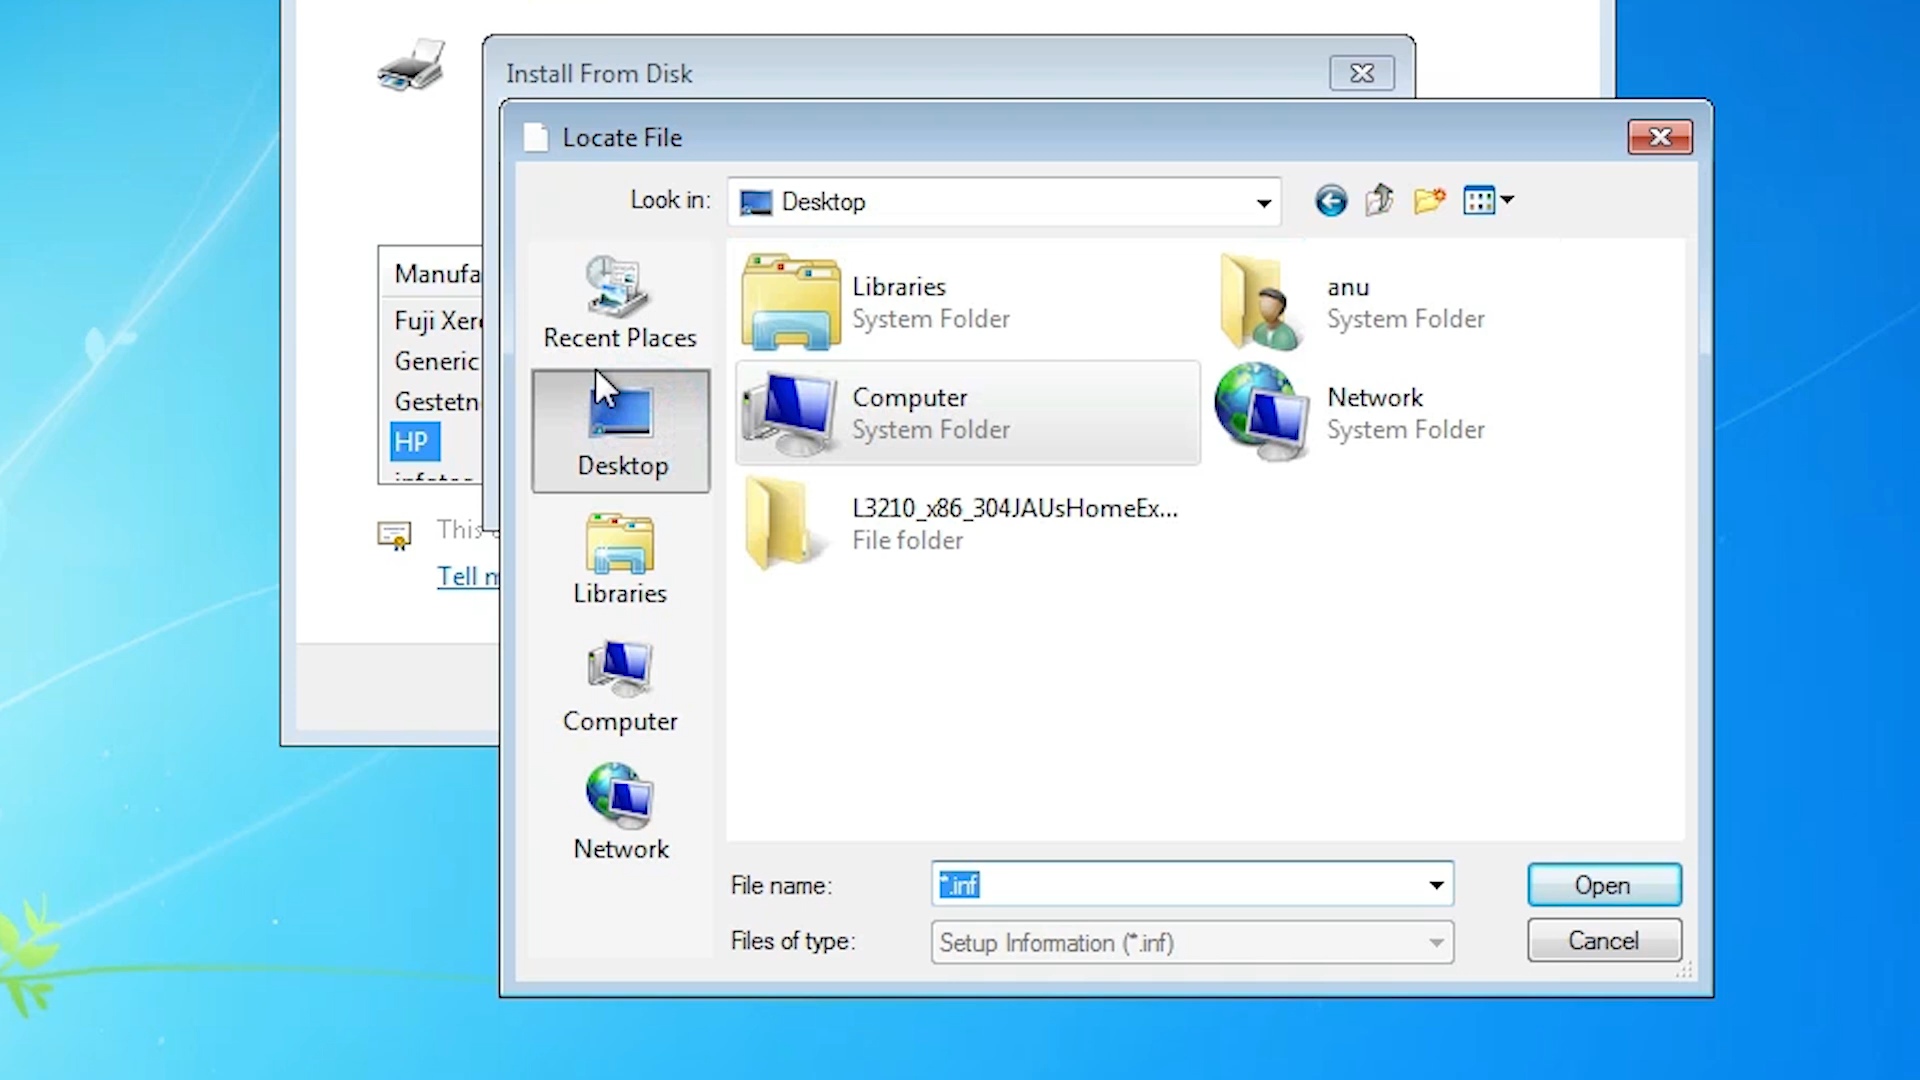 Install From Disk
Locate File
Look in:
Desktop
Manufa
Fuji Xer
Generic
Gestetn
HP
This
Tell m
Recent Places
Desktop
Libraries
Computer
Network
Libraries
System Folder
anu
System Folder
Computer
System Folder
Network
System Folder
L3210_x86_304JAUsHomeEx...
File folder
File name:
*.inf
Open
Files of type:
Setup Information (*.inf)
Cancel